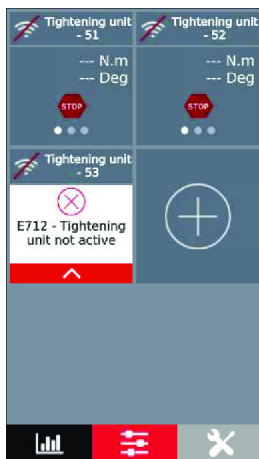 Tightening unit
- 51
--- N.m
--- Deg
STOP
Tightening unit
- 52
--- N.m
--- Deg
STOP
Tightening unit
- 53
E712 - Tightening
unit not active